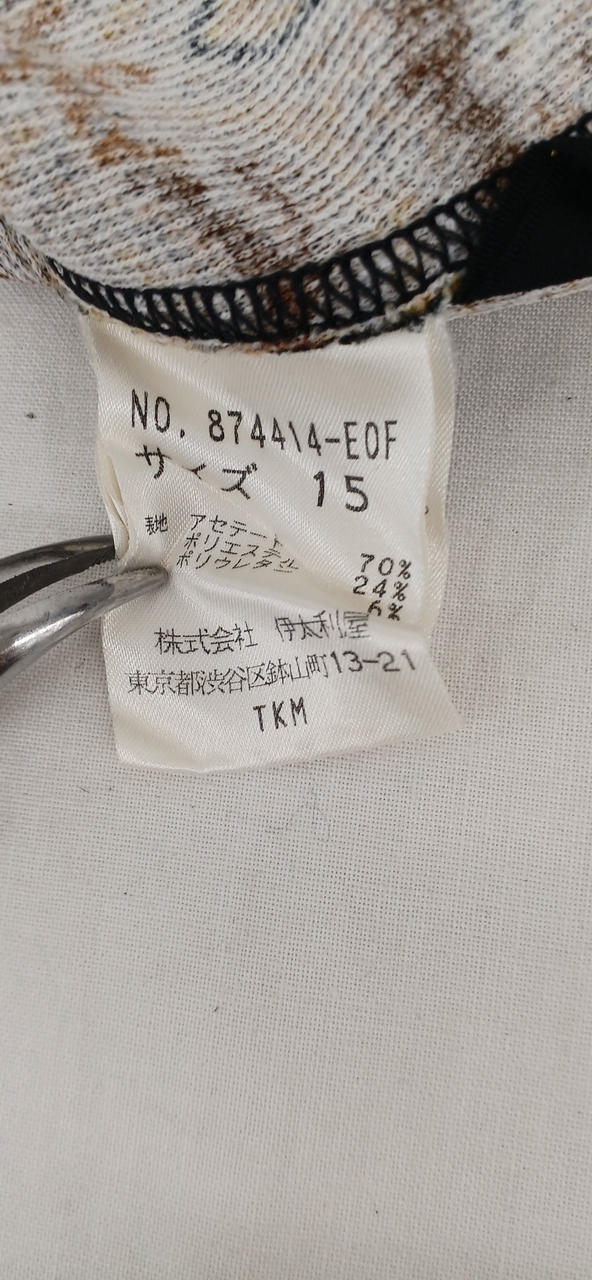 NO. 874414-E0F
サイズ 15
表地 アセテート 70%
ポリエステル 24%
ポリウレタン 6%
株式会社 伊太利屋
東京都渋谷区鉢山町13-21
TKM